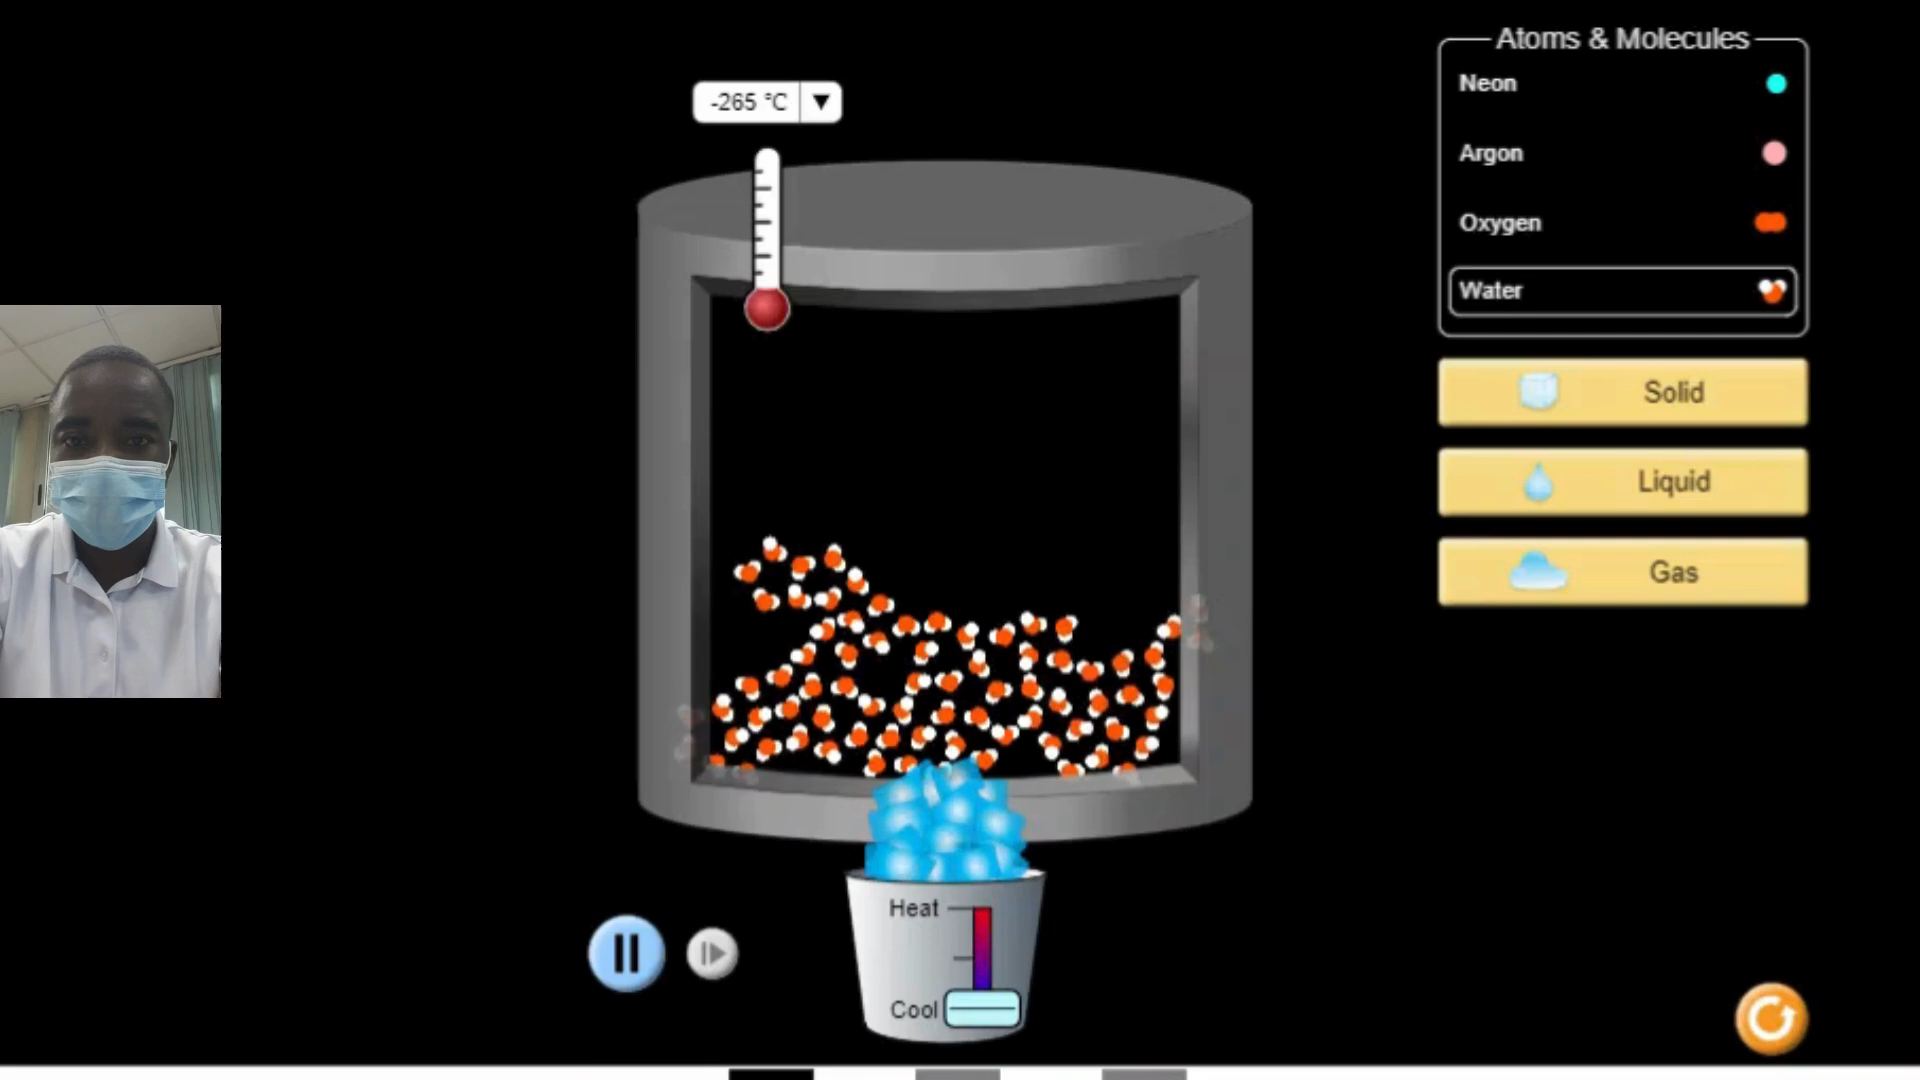 -265 °C
Atoms & Molecules
Neon
Argon
Oxygen
Water
Solid
Liquid
Gas
Heat
Cool